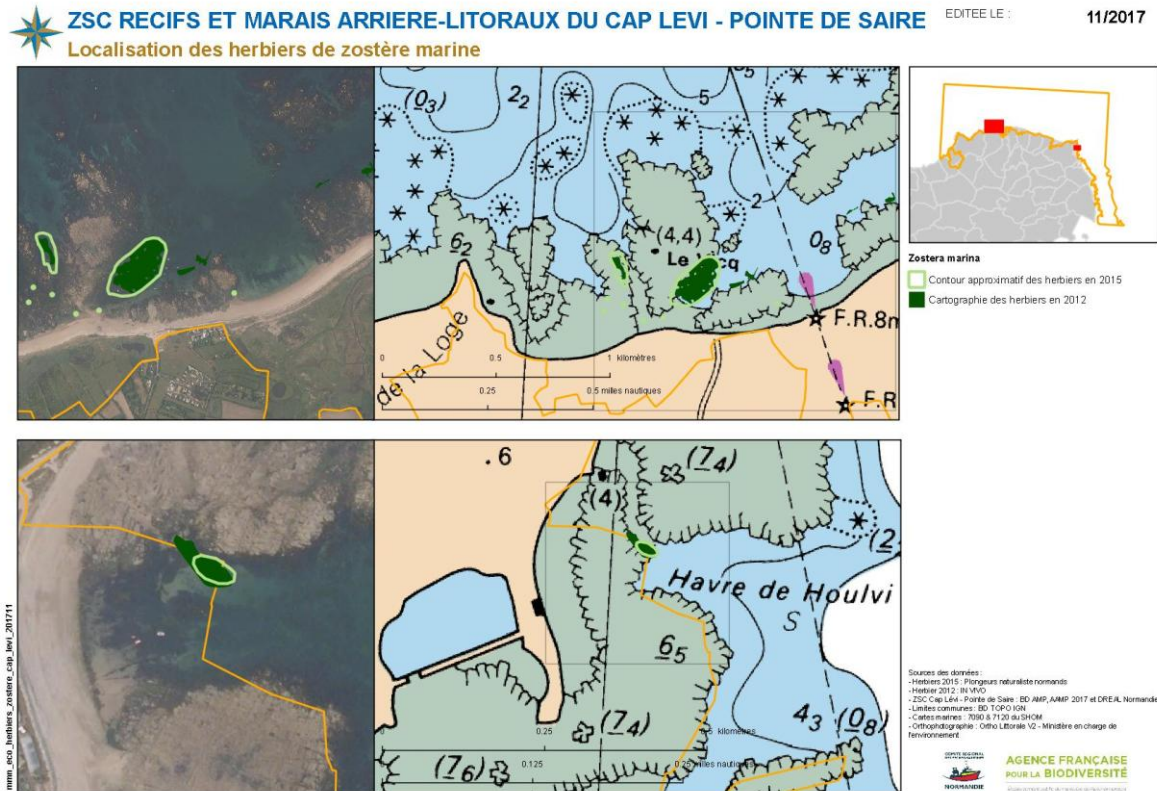 ZSC RECIFS ET MARAIS ARRIERE-LITORAUX DU CAP LEVI - POINTE DE SAIRE
EDITEE LE :
11/2017
Localisation des herbiers de zostère marine
(0₃)
2₂
5
2
6₂
(4,4)
Le
cq
0₈
F.R.8m
F.R
de la Loge
0
0.5
1 kilomètres
0.25
0.5 milles nautiques
Zostera marina
Contour approximatif des herbiers en 2015
Cartographie des herbiers en 2012
.6
(4)
(7₄)
(2
Havre de Houlvi
S
6₅
(7₄)
4₃
(0₈)
(7₆)
0
0.25
0.5 kilomètres
0.125
0.25 milles nautiques
mmn_eco_herbiers_zostere_cap_levi_201711
Sources des données :
- Herbiers 2015 : Plongeurs naturaliste normands
- Herbier 2012 : IN VIVO
- ZSC Cap Lévi - Pointe de Saire : BD AMP, AAMP 2017 et DREAL Normandie
- Limites communes : BD TOPO IGN
- Cartes marines : 7090 & 7120 du SHOM
- Orthophotographie : Ortho Littorale V2 - Ministère en charge de
l'environnement
NORMANDIE
AGENCE FRANÇAISE
POUR LA BIODIVERSITÉ